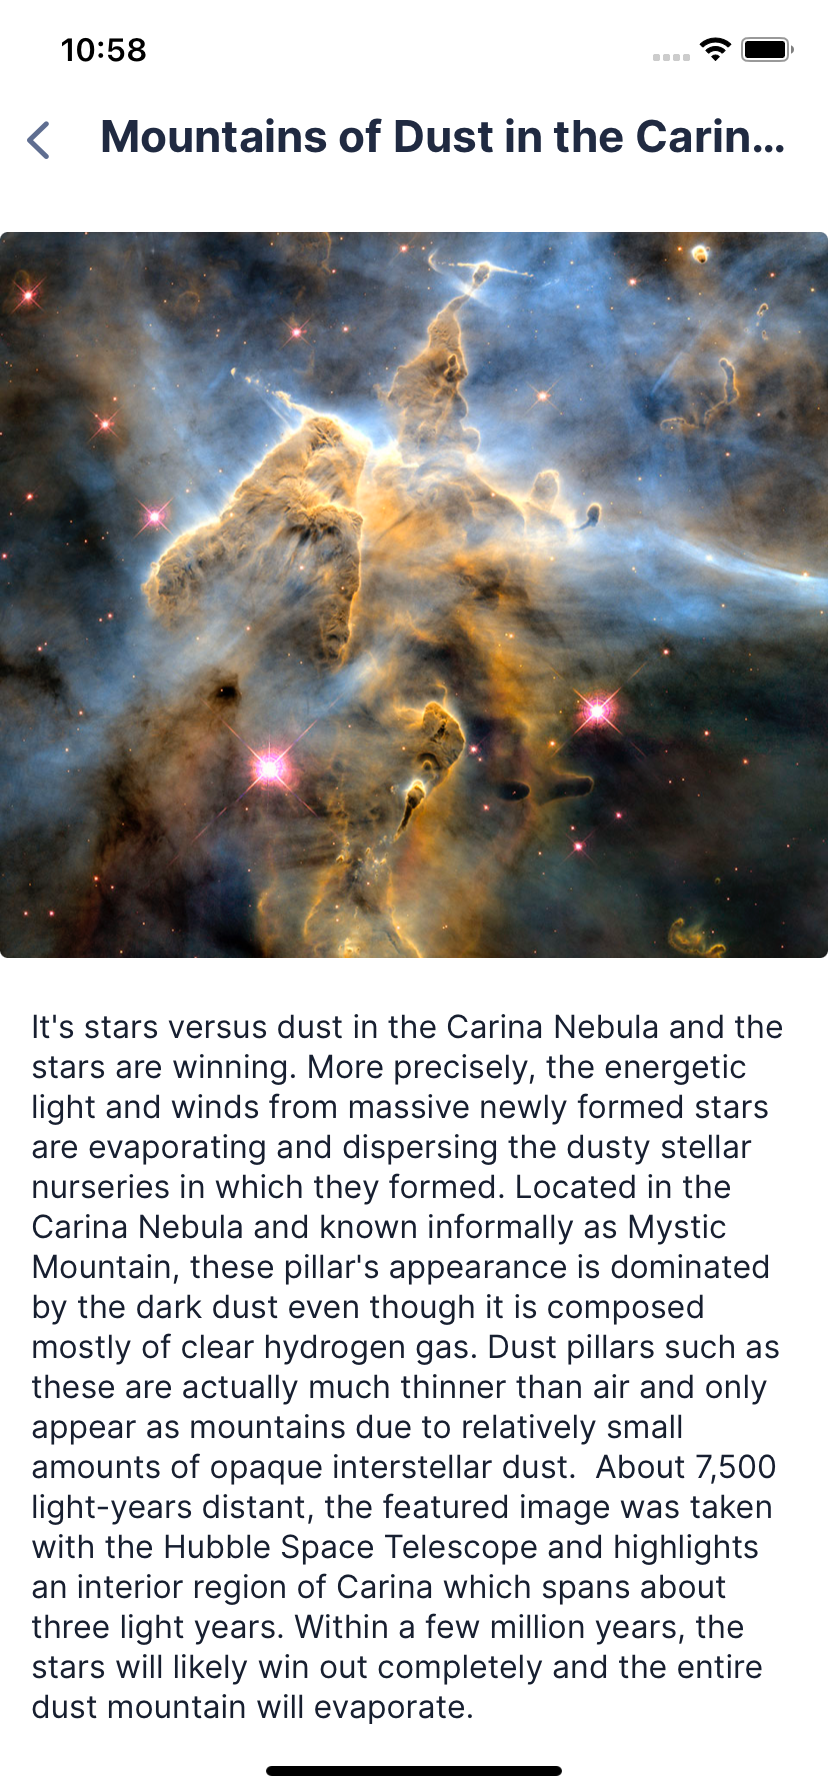 10:58
Mountains of Dust in the Carin...
It's stars versus dust in the Carina Nebula and the
stars are winning. More precisely, the energetic
light and winds from massive newly formed stars
are evaporating and dispersing the dusty stellar
nurseries in which they formed. Located in the
Carina Nebula and known informally as Mystic
Mountain, these pillar's appearance is dominated
by the dark dust even though it is composed
mostly of clear hydrogen gas. Dust pillars such as
these are actually much thinner than air and only
appear as mountains due to relatively small
amounts of opaque interstellar dust.  About 7,500
light-years distant, the featured image was taken
with the Hubble Space Telescope and highlights
an interior region of Carina which spans about
three light years. Within a few million years, the
stars will likely win out completely and the entire
dust mountain will evaporate.